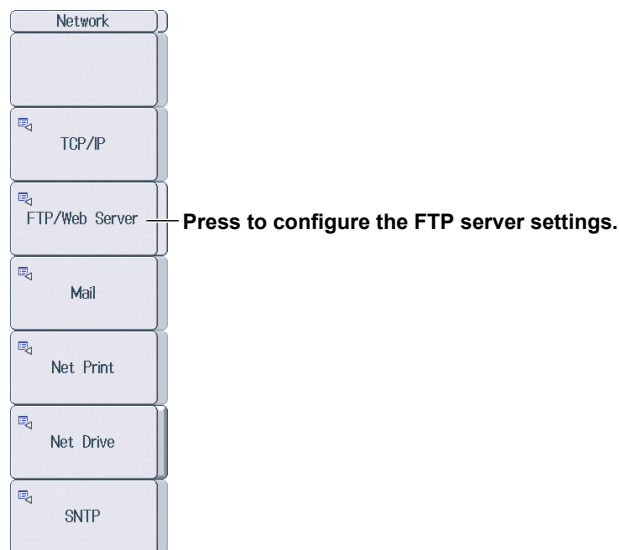 Network
TCP/IP
FTP/Web Server
Press to configure the FTP server settings.
Mail
Net Print
Net Drive
SNTP